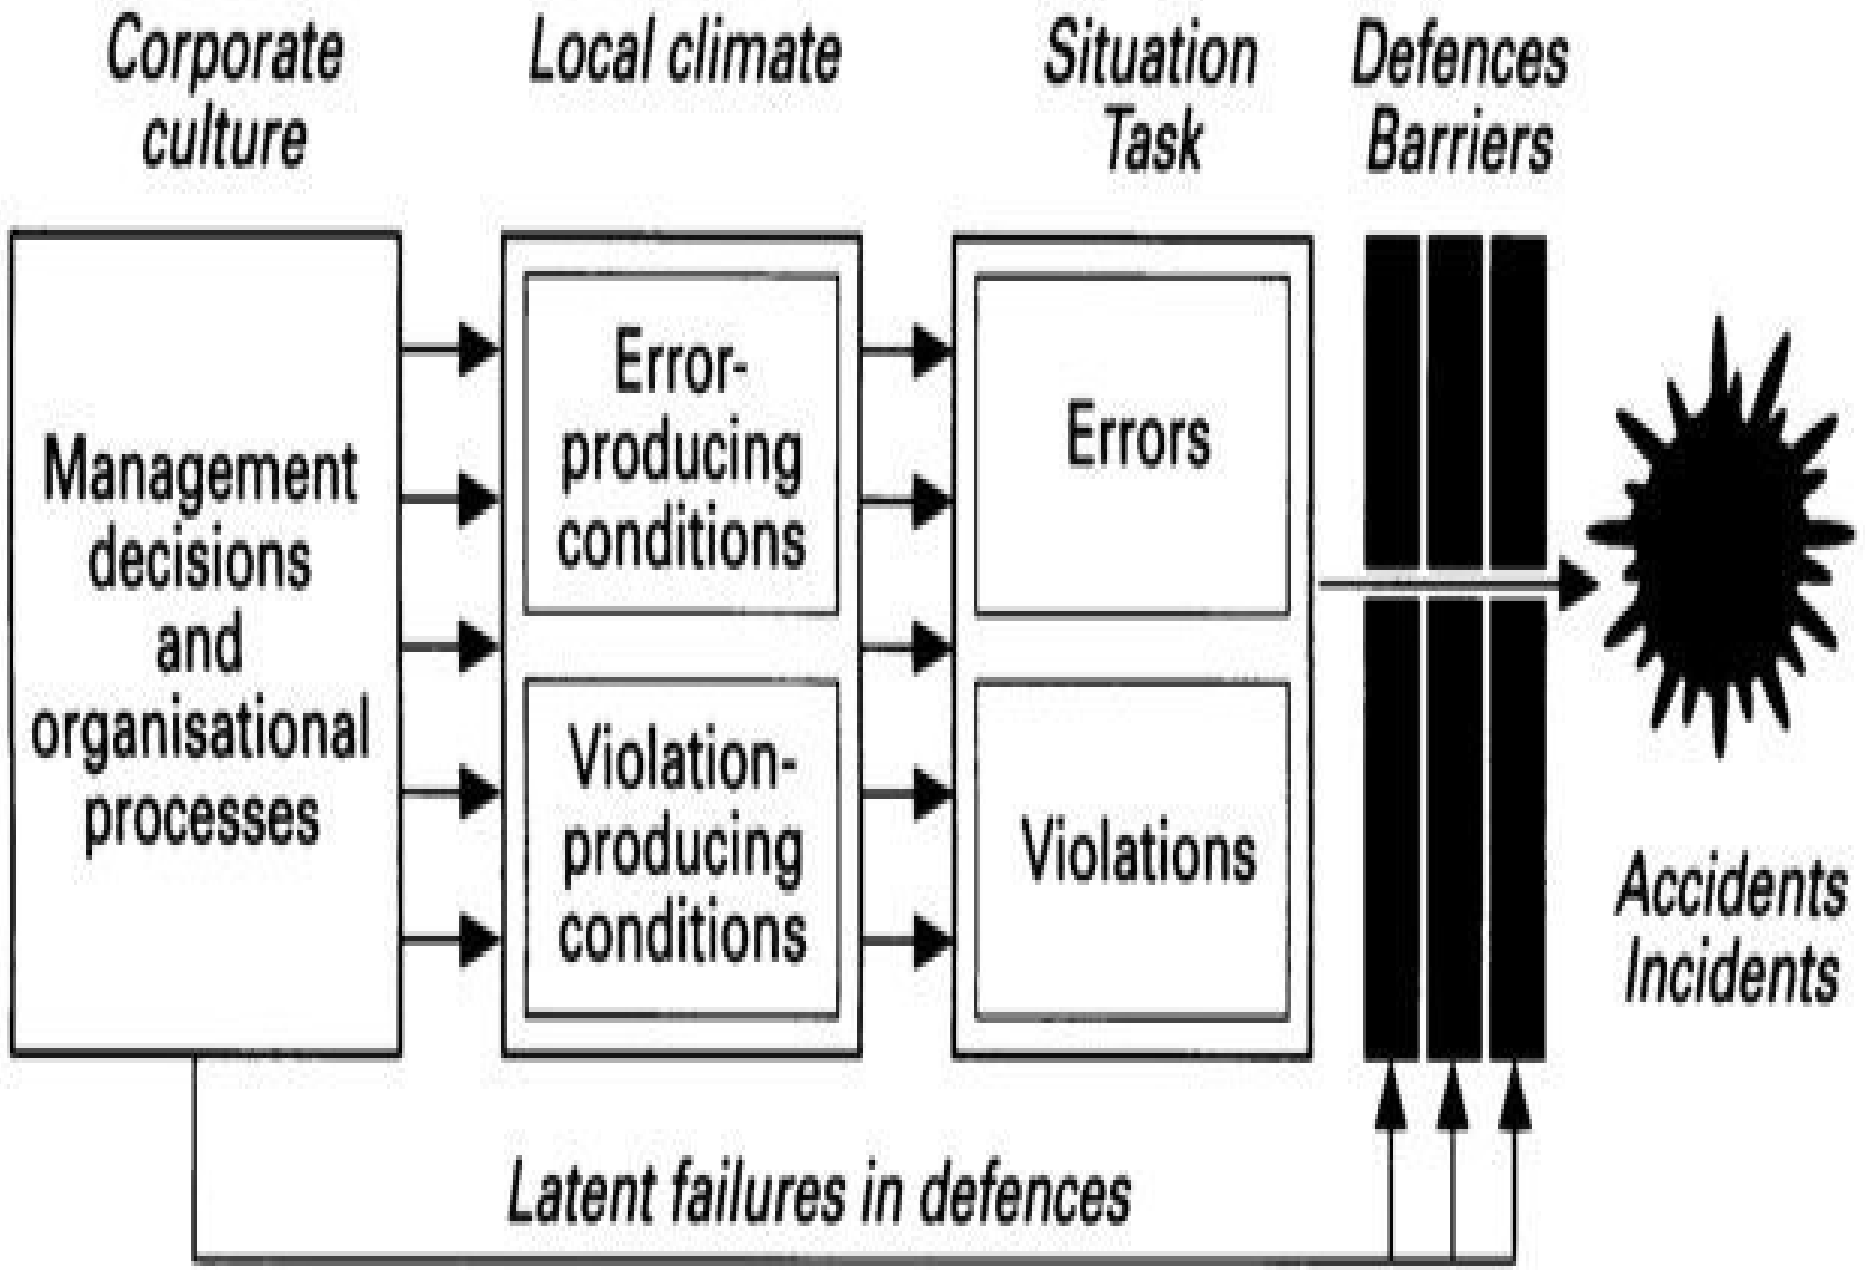 Corporate
culture
Local climate
Situation
Task
Defences
Barriers
Management
decisions
and
organisational
processes
Error-
producing
conditions
Violation-
producing
conditions
Errors
Violations
Accidents
Incidents
Latent failures in defences